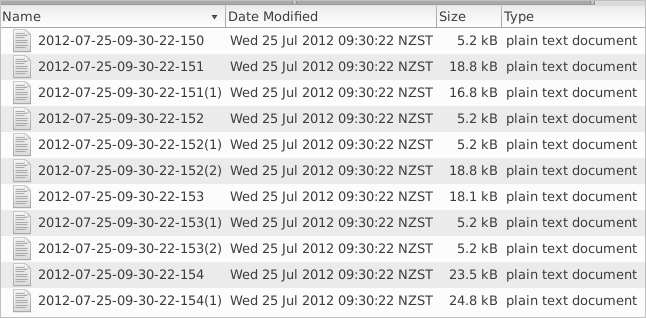 Name Date Modified Size Type
2012-07-25-09-30-22-150 Wed 25 Jul 2012 09:30:22 NZST 5.2 kB plain text document
2012-07-25-09-30-22-151 Wed 25 Jul 2012 09:30:22 NZST 18.8 kB plain text document
2012-07-25-09-30-22-151(1) Wed 25 Jul 2012 09:30:22 NZST 16.8 kB plain text document
2012-07-25-09-30-22-152 Wed 25 Jul 2012 09:30:22 NZST 5.2 kB plain text document
2012-07-25-09-30-22-152(1) Wed 25 Jul 2012 09:30:22 NZST 5.2 kB plain text document
2012-07-25-09-30-22-152(2) Wed 25 Jul 2012 09:30:22 NZST 18.8 kB plain text document
2012-07-25-09-30-22-153 Wed 25 Jul 2012 09:30:22 NZST 18.1 kB plain text document
2012-07-25-09-30-22-153(1) Wed 25 Jul 2012 09:30:22 NZST 5.2 kB plain text document
2012-07-25-09-30-22-153(2) Wed 25 Jul 2012 09:30:22 NZST 5.2 kB plain text document
2012-07-25-09-30-22-154 Wed 25 Jul 2012 09:30:22 NZST 23.5 kB plain text document
2012-07-25-09-30-22-154(1) Wed 25 Jul 2012 09:30:22 NZST 24.8 kB plain text document